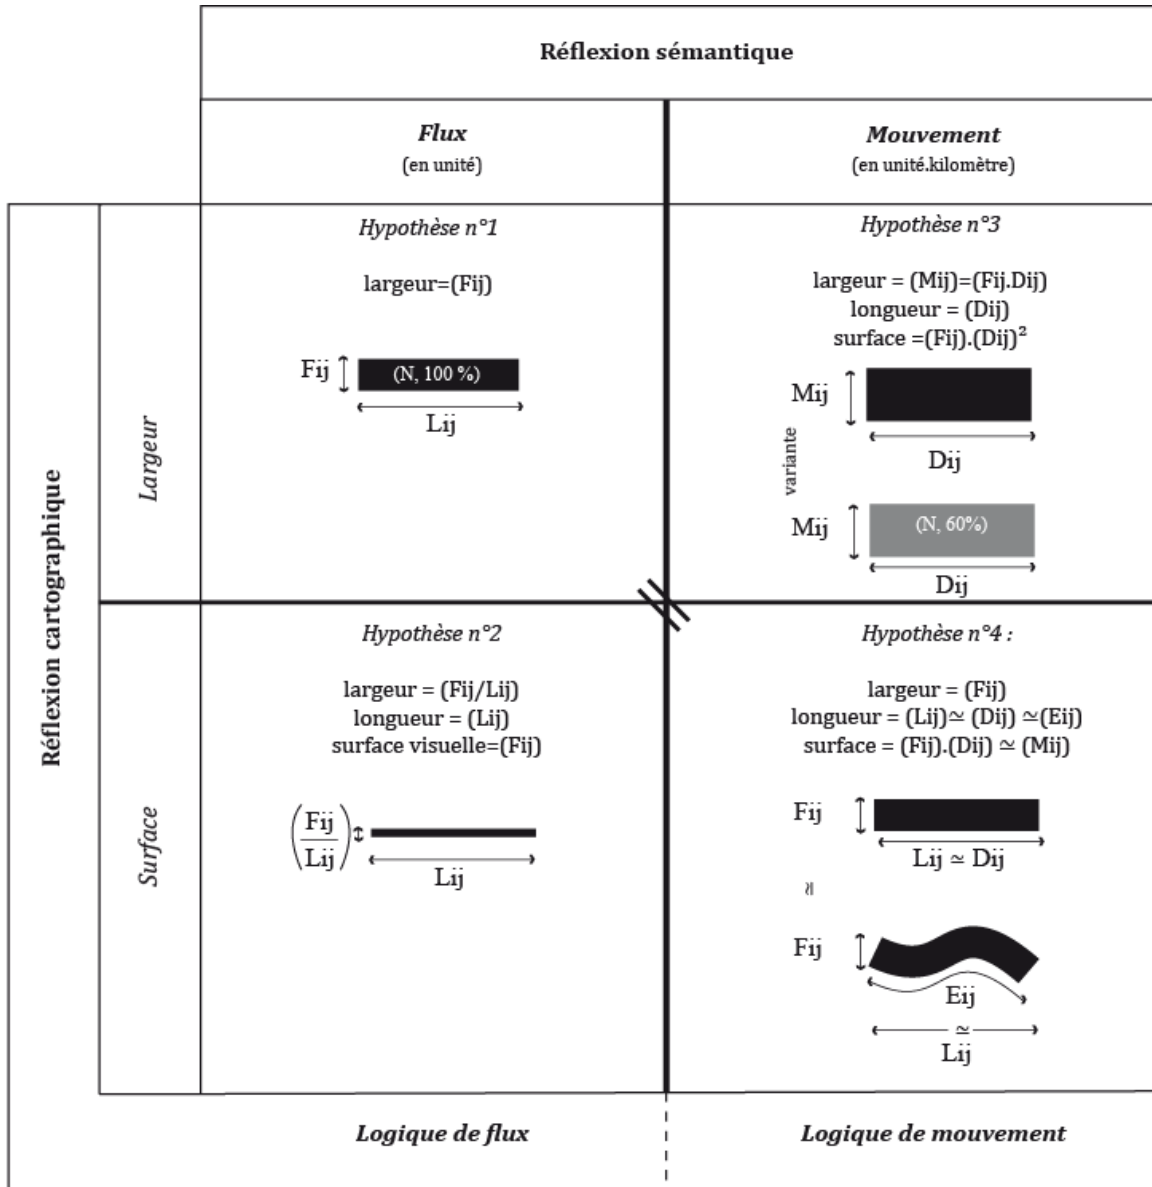 Réflexion sémantique
Flux
(en unité)
Mouvement
(en unité.kilomètre)
Réflexion cartographique
Largeur
Hypothèse n°1
largeur=(Fij)
Fij
(N, 100 %)
Lij
Hypothèse n°3
largeur = (Mij)=(Fij.Dij)
longueur = (Dij)
surface =(Fij).(Dij)²
Mij
Dij
variante
Mij
(N, 60%)
Dij
Surface
Hypothèse n°2
largeur = (Fij/Lij)
longueur = (Lij)
surface visuelle=(Fij)
(Fij
Lij)
Lij
Hypothèse n°4 :
largeur = (Fij)
longueur = (Lij)≃ (Dij) ≃(Eij)
surface = (Fij).(Dij) ≃ (Mij)
Fij
Lij ≃ Dij
≃
Fij
Eij
≃
Lij
Logique de flux
Logique de mouvement